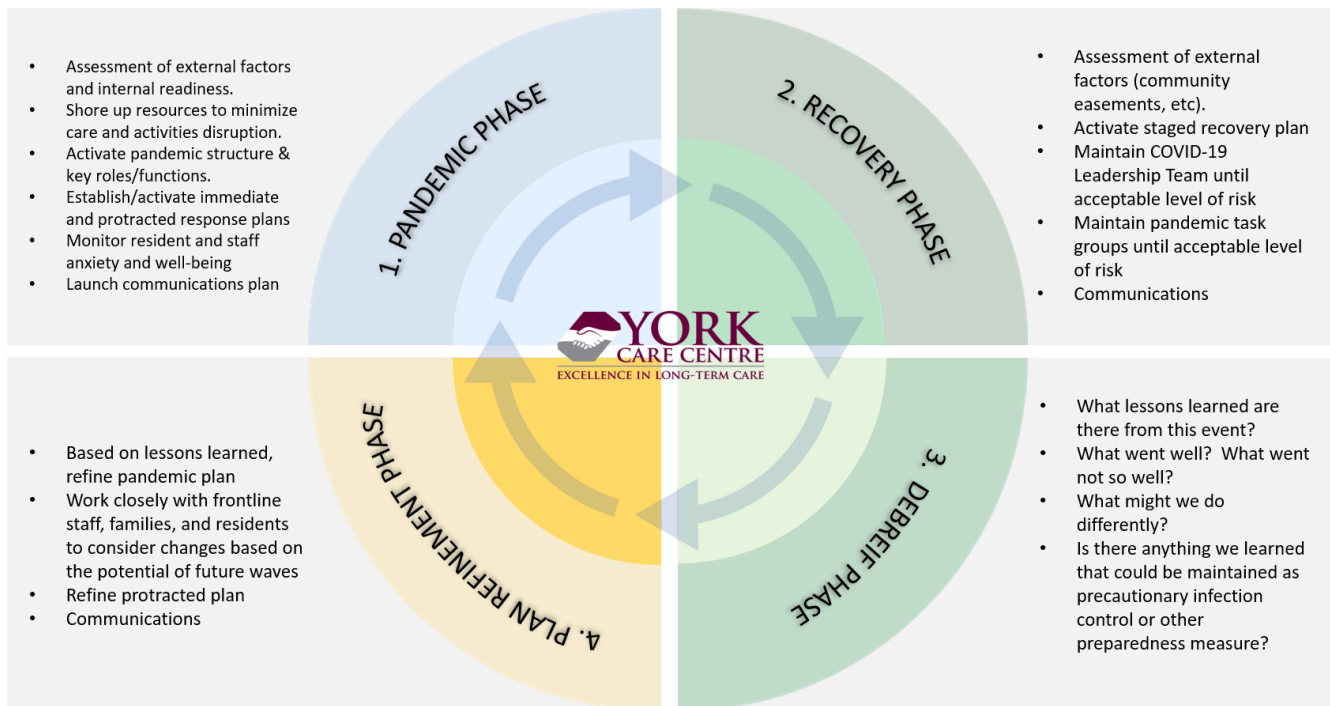 • Assessment of external factors
and internal readiness.
• Shore up resources to minimize
care and activities disruption.
• Activate pandemic structure &
key roles/functions.
• Establish/activate immediate
and protracted response plans
• Monitor resident and staff
anxiety and well-being
• Launch communications plan
1. PANDEMIC PHASE
2. RECOVERY PHASE
• Assessment of external
factors (community
easements, etc).
• Activate staged recovery plan
• Maintain COVID-19
Leadership Team until
acceptable level of risk
• Maintain pandemic task
groups until acceptable level
of risk
• Communications
YORK
CARE CENTRE
EXCELLENCE IN LONG-TERM CARE
3. DEBREIF PHASE
• What lessons learned are
there from this event?
• What went well?  What went
not so well?
• What might we do
differently?
• Is there anything we learned
that could be maintained as
precautionary infection
control or other
preparedness measure?
4. PLAN REFINEMENT PHASE
• Based on lessons learned,
refine pandemic plan
• Work closely with frontline
staff, families, and residents
to consider changes based on
the potential of future waves
• Refine protracted plan
• Communications